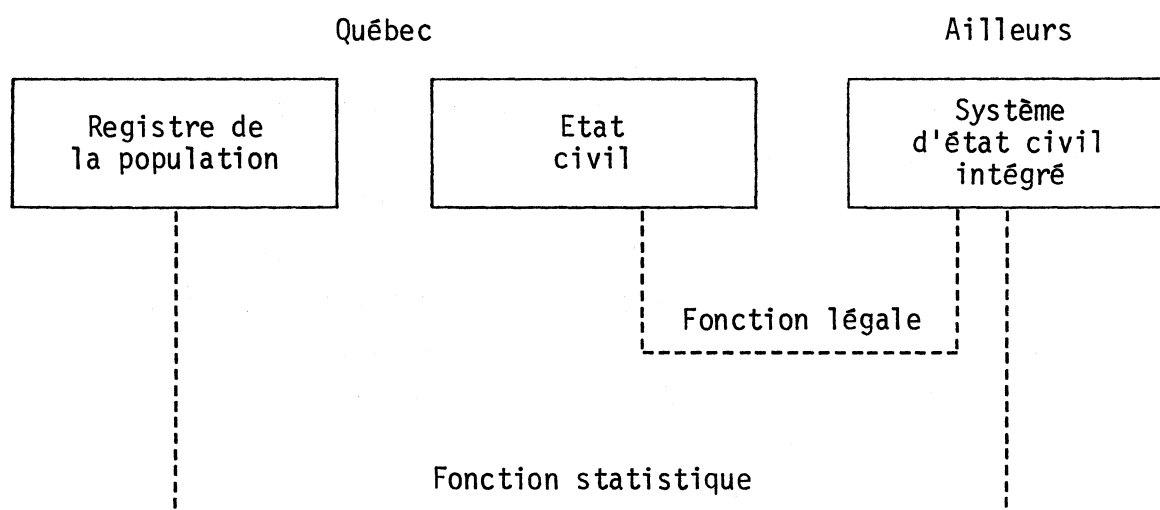 Québec
Ailleurs
Registre de
la population
Etat
civil
Système
d'état civil
intégré
Fonction légale
Fonction statistique